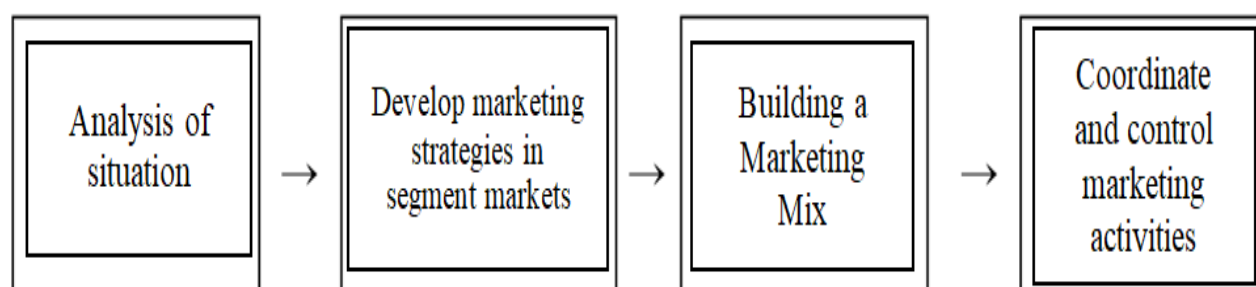 Analysis of
situation
→
Develop marketing
strategies in
segment markets
→
Building a
Marketing
Mix
→
Coordinate
and control
marketing
activities